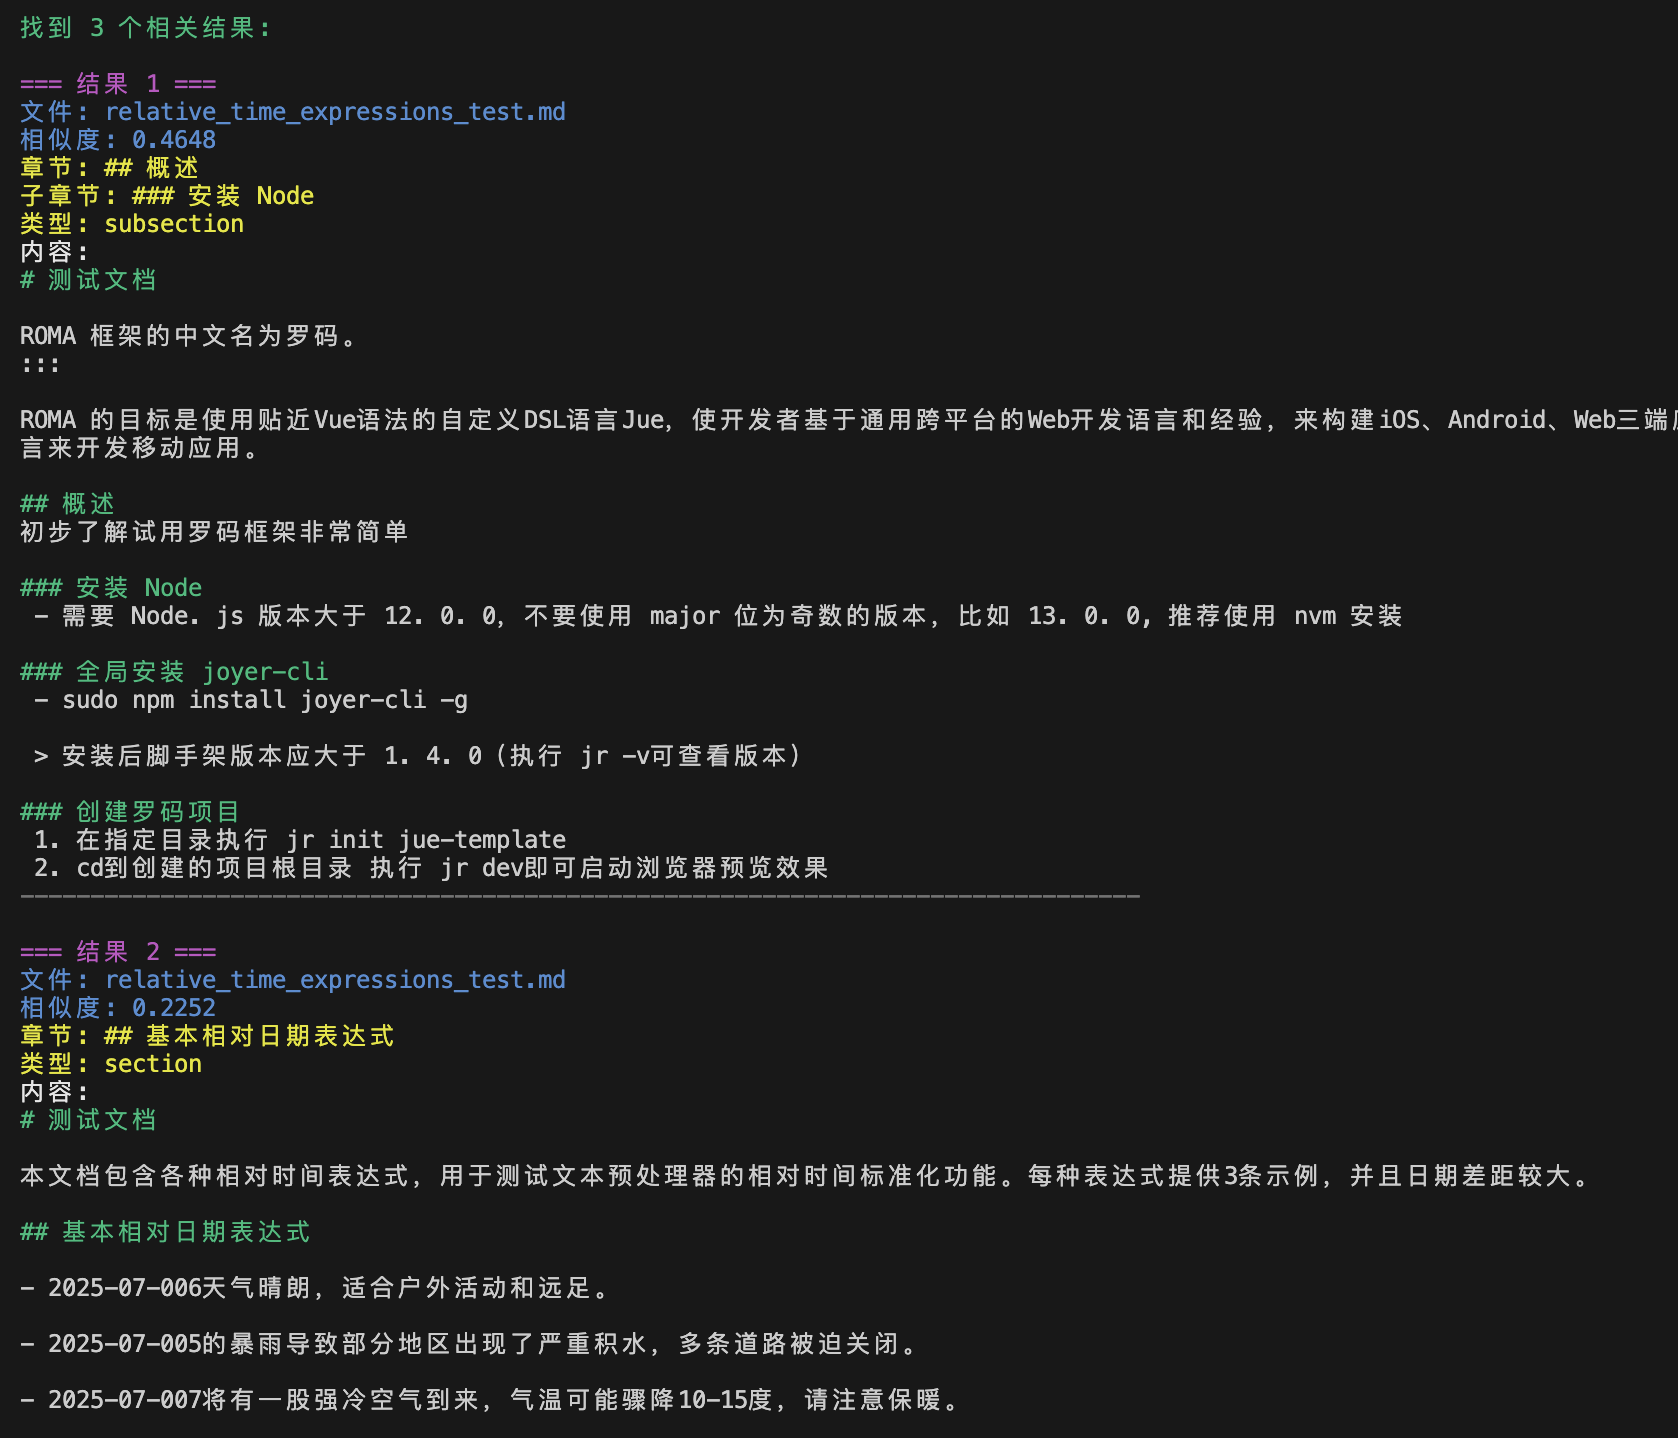 找到 3 个相关结果:
=== 结果 1 ===
文件: relative_time_expressions_test.md
相似度: 0.4648
章节: ## 概述
子章节: ### 安装 Node
类型: subsection
内容:
# 测试文档
ROMA 框架的中文名为罗码。
:::
ROMA 的目标是使用贴近Vue语法的自定义DSL语言Jue, 使开发者基于通用跨平台的Web开发语言和经验, 来构建iOS、Android、Web三端
言来开发移动应用。
## 概述
初步了解试用罗码框架非常简单
### 安装 Node
- 需要 Node. js 版本大于 12. 0. 0, 不要使用 major 位为奇数的版本, 比如 13. 0. 0, 推荐使用 nvm 安装
### 全局安装 joyer-cli
- sudo npm install joyer-cli -g
> 安装后脚手架版本应大于 1. 4. 0 (执行 jr -v可查看版本)
### 创建罗码项目
1. 在指定目录执行 jr init jue-template
2. cd到创建的项目根目录 执行 jr dev即可启动浏览器预览效果
--------------------------------------------------------------------------------
=== 结果 2 ===
文件: relative_time_expressions_test.md
相似度: 0.2252
章节: ## 基本相对日期表达式
类型: section
内容:
# 测试文档
本文档包含各种相对时间表达式, 用于测试文本预处理器的相对时间标准化功能。每种表达式提供3条示例, 并且日期差距较大。
## 基本相对日期表达式
- 2025-07-006天气晴朗, 适合户外活动和远足。
- 2025-07-005的暴雨导致部分地区出现了严重积水, 多条道路被迫关闭。
- 2025-07-007将有一股强冷空气到来, 气温可能骤降10-15度, 请注意保暖。